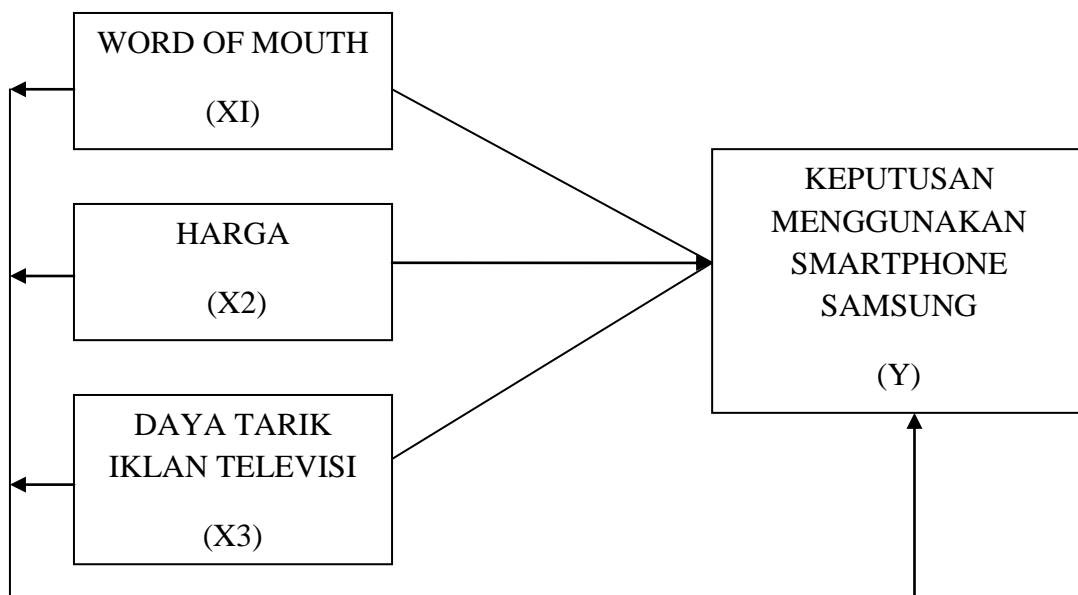 WORD OF MOUTH
(XI)
HARGA
(X2)
DAYA TARIK
IKLAN TELEVISI
(X3)
KEPUTUSAN
MENGGUNAKAN
SMARTPHONE
SAMSUNG
(Y)